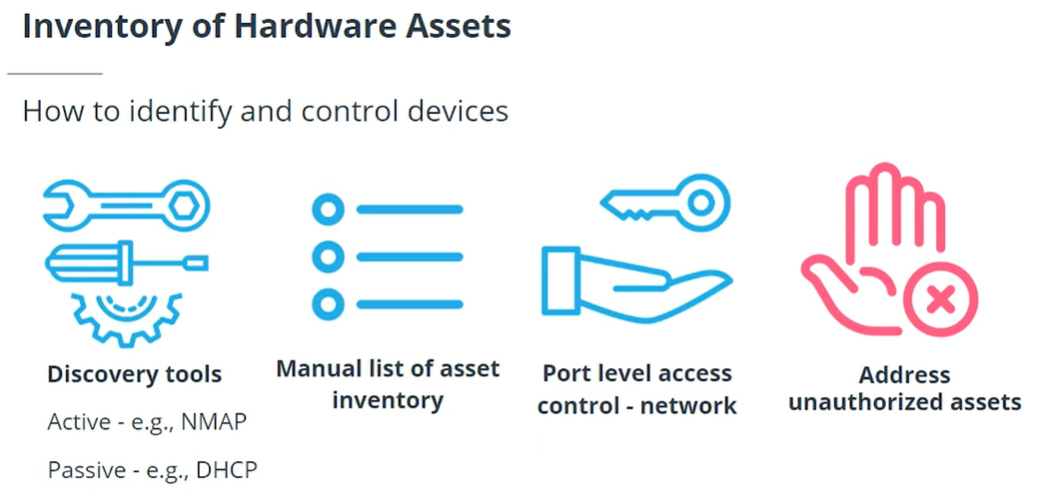 Inventory of Hardware Assets
How to identify and control devices
Discovery tools
Active - e.g., NMAP
Passive - e.g., DHCP
Manual list of asset
inventory
Port level access
control - network
Address
unauthorized assets